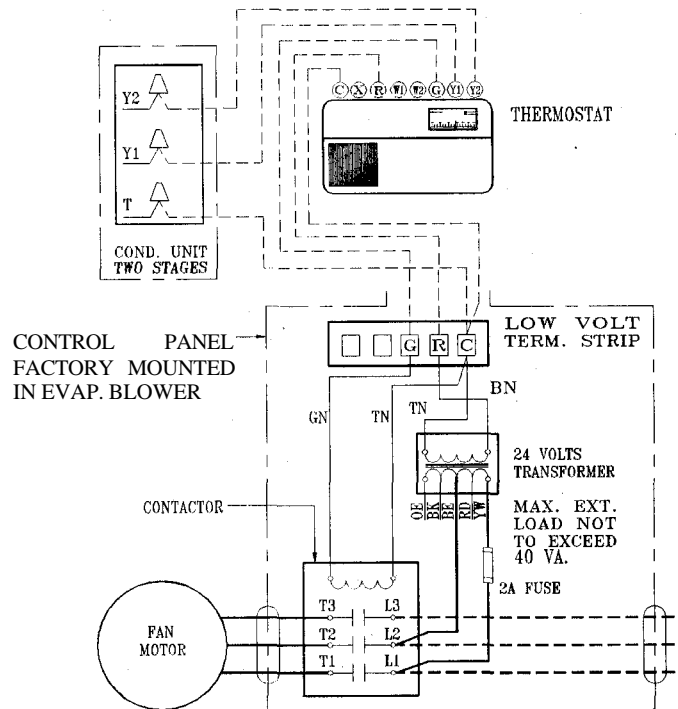 C X R W1 W2 G Y1 Y2
THERMOSTAT
Y2
Y1
T
COND. UNIT
TWO STAGES
CONTROL PANEL
FACTORY MOUNTED
IN EVAP. BLOWER
G R C
LOW VOLT
TERM. STRIP
GN
TN
TN
BN
24 VOLTS
TRANSFORMER
OE BK BE RD YW
MAX. EXT.
LOAD NOT
TO EXCEED
40 VA.
2A FUSE
CONTACTOR
T3 L3
T2 L2
T1 L1
FAN
MOTOR